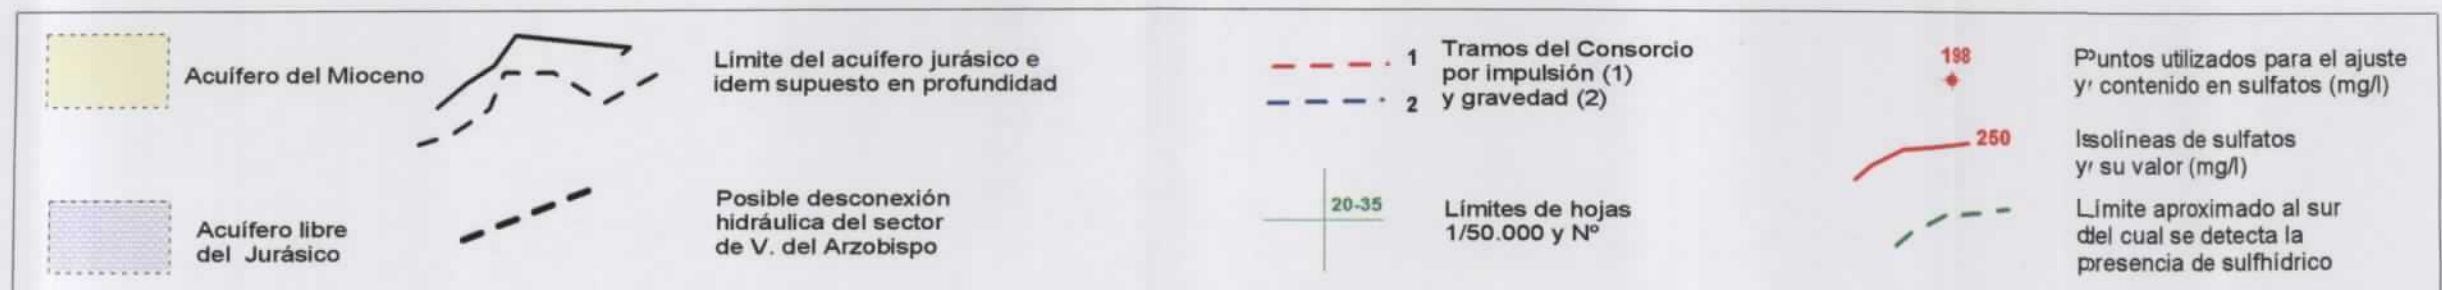 Acuífero del Mioceno
Acuífero libre
del Jurásico
Límite del acuífero jurásico e
idem supuesto en profundidad
Posible desconexión
hidráulica del sector
de V. del Arzobispo
1
2
Tramos del Consorcio
por impulsión (1)
y gravedad (2)
20-35
Límites de hojas
1/50.000 y Nº
198
Puntos utilizados para el ajuste
y contenido en sulfatos (mg/l)
250
Isolíneas de sulfatos
y su valor (mg/l)
Límite aproximado al sur
del cual se detecta la
presencia de sulfhídrico